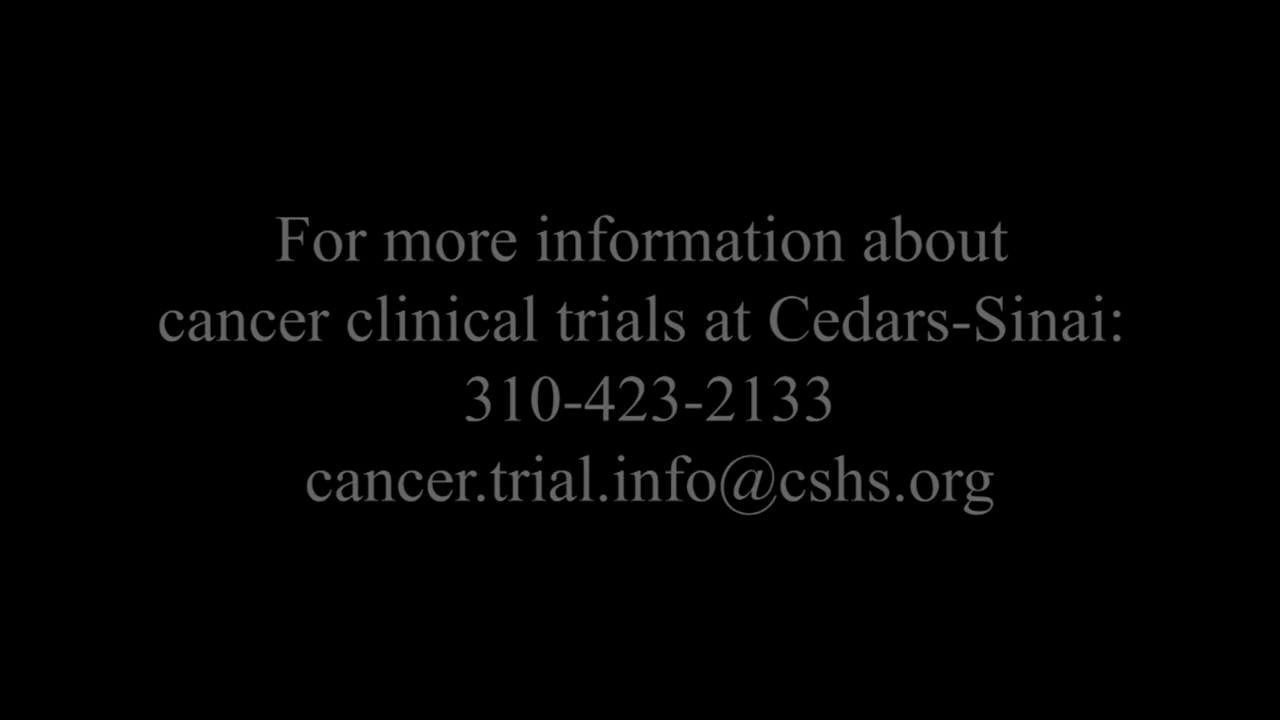 For more information about
cancer clinical trials at Cedars-Sinai:
310-423-2133
cancer.trial.info@cshs.org